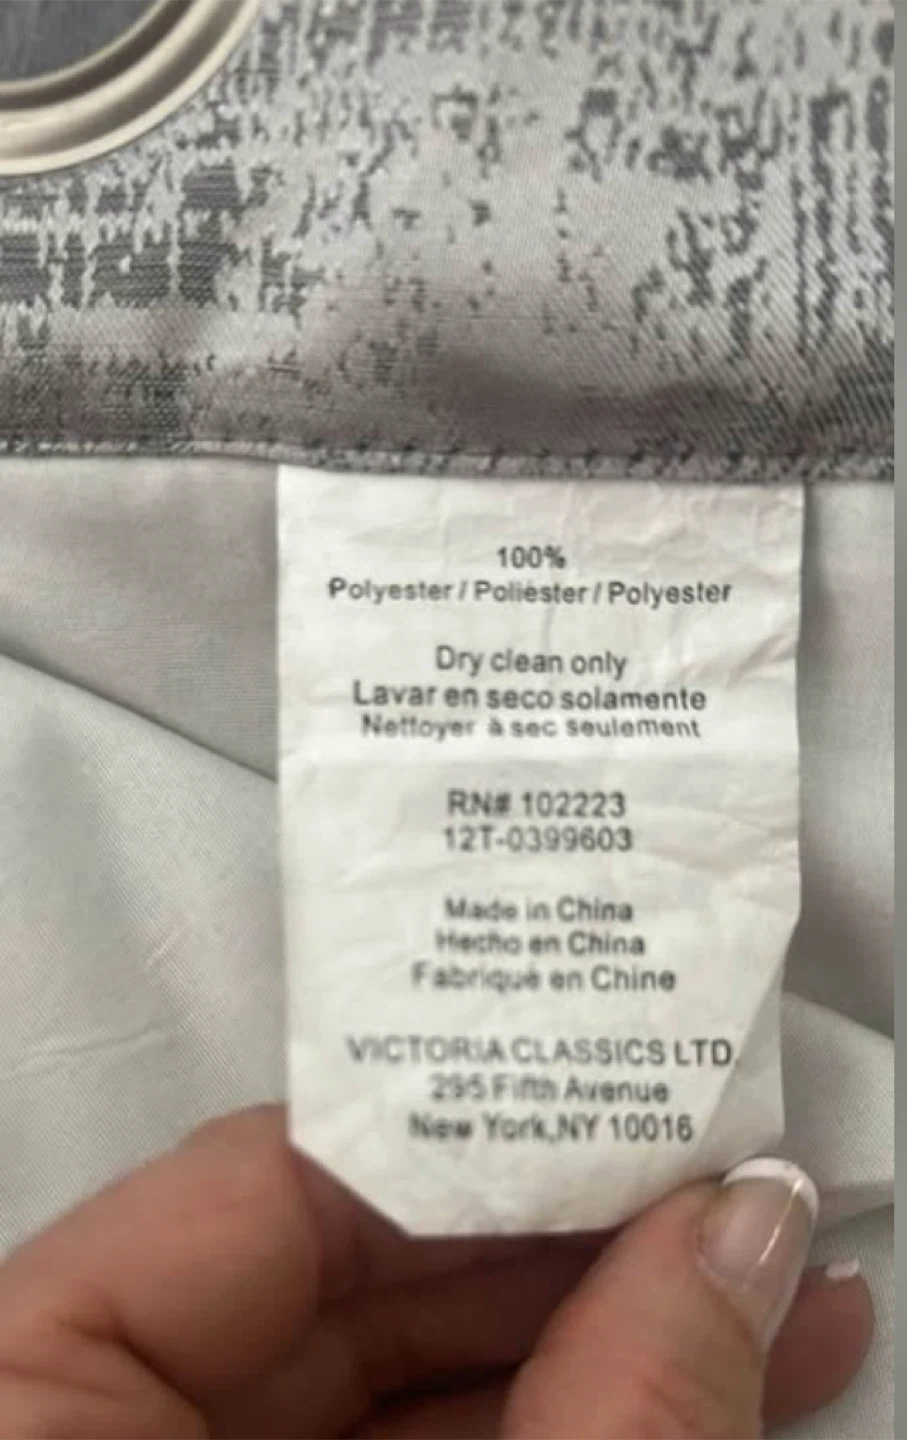 100%
Polyester / Poliéster / Polyester
Dry clean only
Lavar en seco solamente
Nettoyer à sec seulement
RN# 102223
12T-0399603
Made in China
Hecho en China
Fabriqué en Chine
VICTORIA CLASSICS LTD.
295 Fifth Avenue
New York,NY 10016